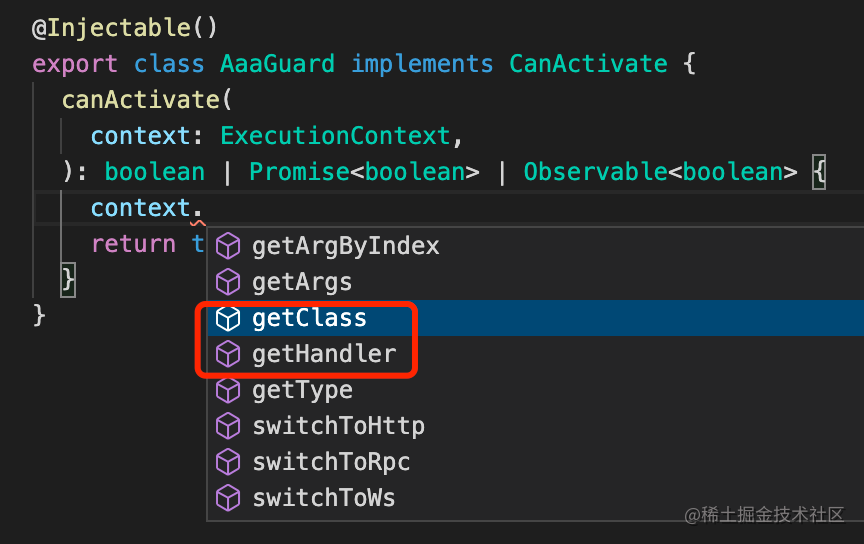 @Injectable()
export class AaaGuard implements CanActivate {
canActivate(
context: ExecutionContext,
): boolean | Promise<boolean> | Observable<boolean> {
context.
return t
}
}
getArgByIndex
getArgs
getClass
getHandler
getType
switchToHttp
switchToRpc
switchToWs
@稀土掘金技术社区